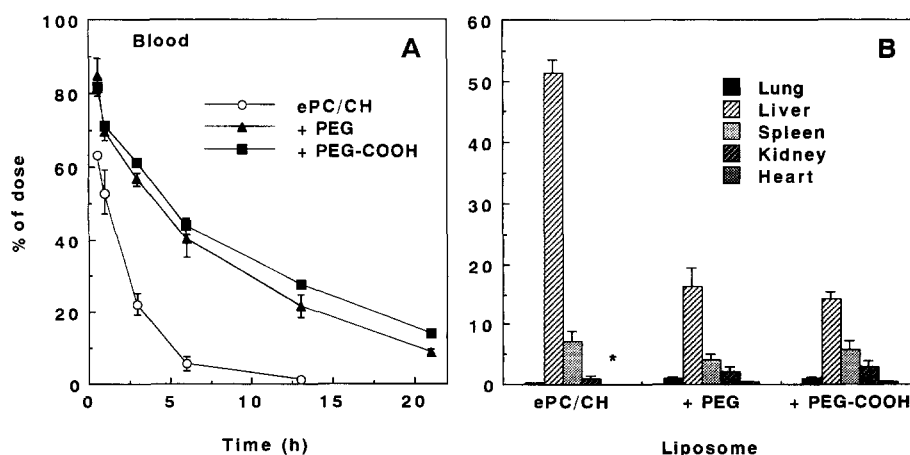 100
80
60
40
20
0
% of dose
Blood
A
ePC/CH
+ PEG
+ PEG-COOH
0 5 10 15 20
Time (h)
60
50
40
30
20
10
0
B
Lung
Liver
Spleen
Kidney
Heart
*
ePC/CH + PEG + PEG-COOH
Liposome